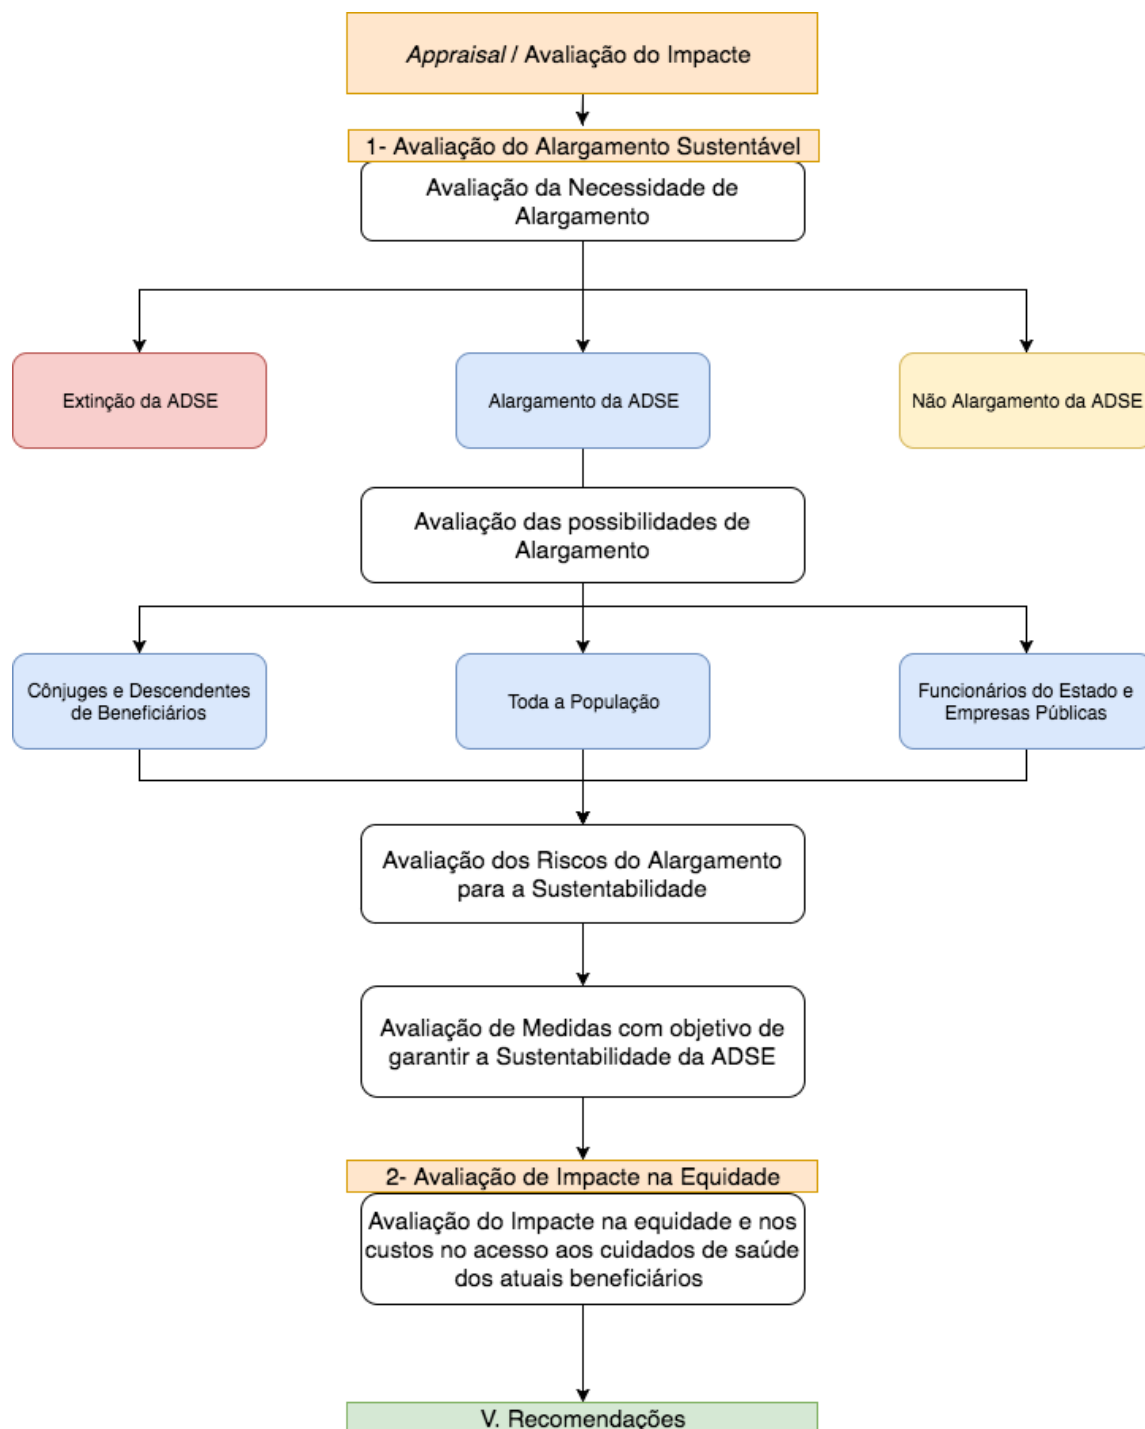 Appraisal / Avaliação do Impacte
1- Avaliação do Alargamento Sustentável
Avaliação da Necessidade de
Alargamento
Extinção da ADSE
Alargamento da ADSE
Não Alargamento da ADSE
Avaliação das possibilidades de
Alargamento
Cônjuges e Descendentes
de Beneficiários
Toda a População
Funcionários do Estado e
Empresas Públicas
Avaliação dos Riscos do Alargamento
para a Sustentabilidade
Avaliação de Medidas com objetivo de
garantir a Sustentabilidade da ADSE
2- Avaliação de Impacte na Equidade
Avaliação do Impacte na equidade e nos
custos no acesso aos cuidados de saúde
dos atuais beneficiários
V. Recomendações